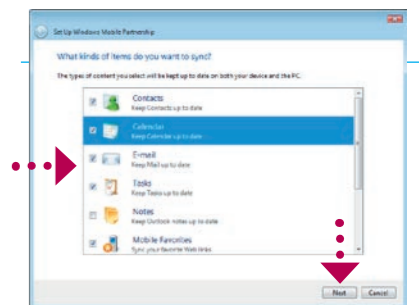 Set Up Windows Mobile Partnership
What kinds of items do you want to sync?
The types of content you select will be kept up to date on both your device and the PC.
Contacts
Keep Contacts up to date
Calendar
Keep Calendar up to date
E-mail
Keep Mail up to date
Tasks
Keep Tasks up to date
Notes
Keep Outlook notes up to date
Mobile Favorites
Sync your favorite Web links
Next
Cancel